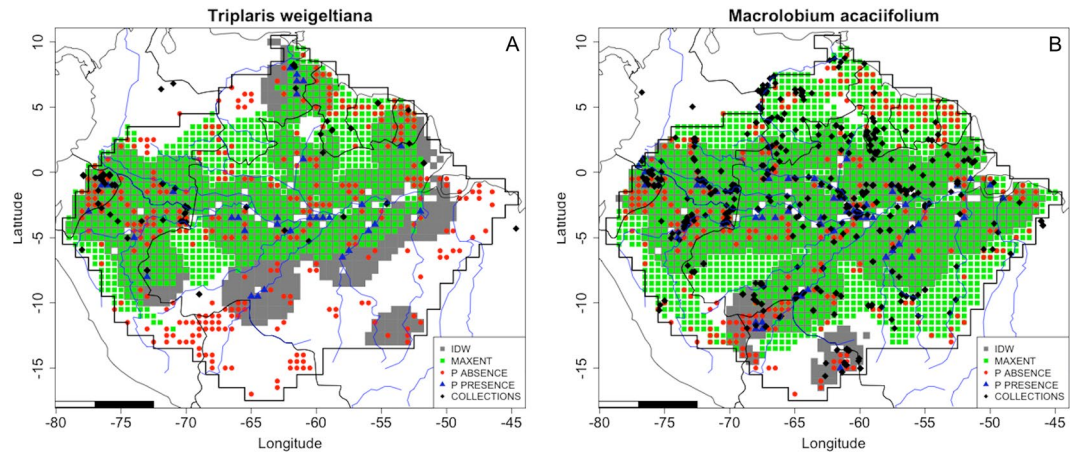 Triplaris weigeltiana
A
Latitude
10
5
0
-5
-10
-15
IDW
MAXENT
P ABSENCE
P PRESENCE
COLLECTIONS
-80 -75 -70 -65 -60 -55 -50 -45
Longitude
Macrolobium acaciifolium
B
Latitude
10
5
0
-5
-10
-15
IDW
MAXENT
P ABSENCE
P PRESENCE
COLLECTIONS
-80 -75 -70 -65 -60 -55 -50 -45
Longitude